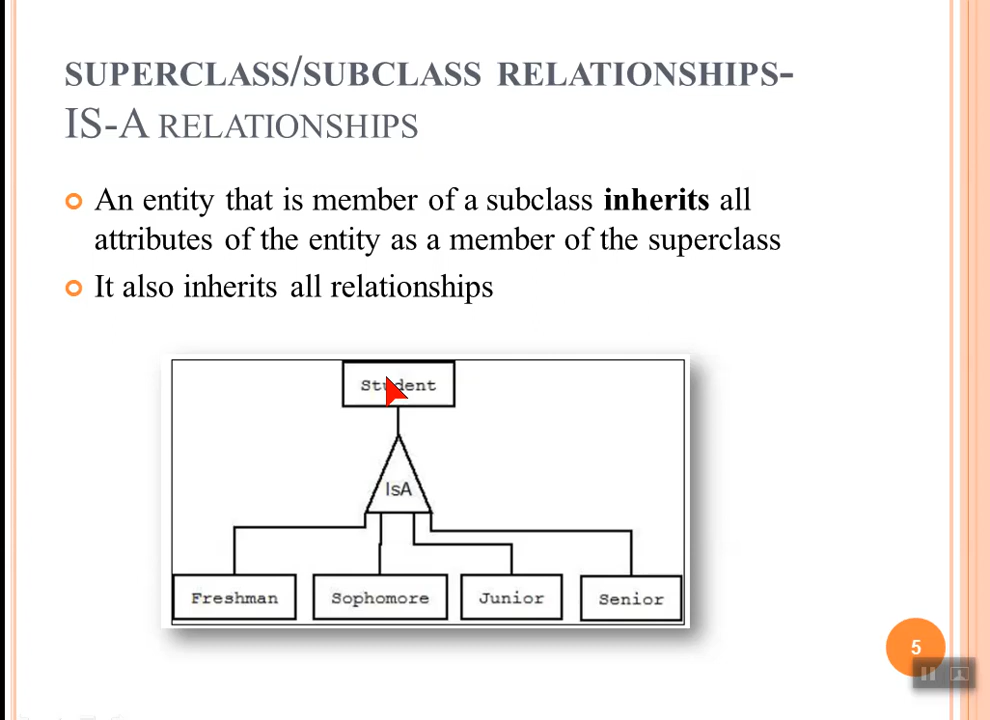 SUPERCLASS/SUBCLASS RELATIONSHIPS-
IS-A RELATIONSHIPS
An entity that is member of a subclass inherits all
attributes of the entity as a member of the superclass
It also inherits all relationships
Student
IsA
Freshman
Sophomore
Junior
Senior
5